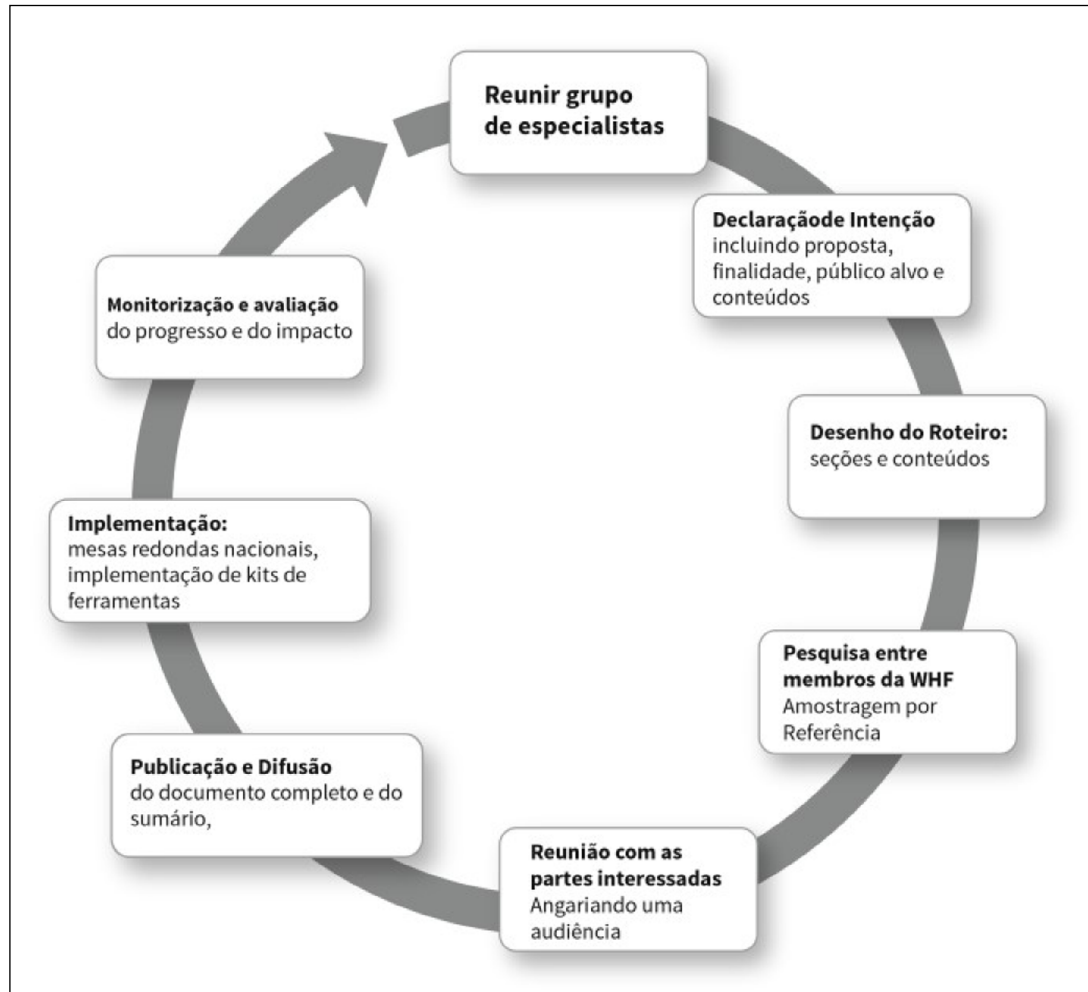 Reunir grupo
de especialistas
Declaraçãode Intenção
incluindo proposta,
finalidade, público alvo e
conteúdos
Desenho do Roteiro:
seções e conteúdos
Pesquisa entre
membros da WHF
Amostragem por
Referência
Reunião com as
partes interessadas
Angariando uma
audiência
Publicação e Difusão
do documento completo e do
sumário,
Implementação:
mesas redondas nacionais,
implementação de kits de
ferramentas
Monitorização e avaliação
do progresso e do impacto